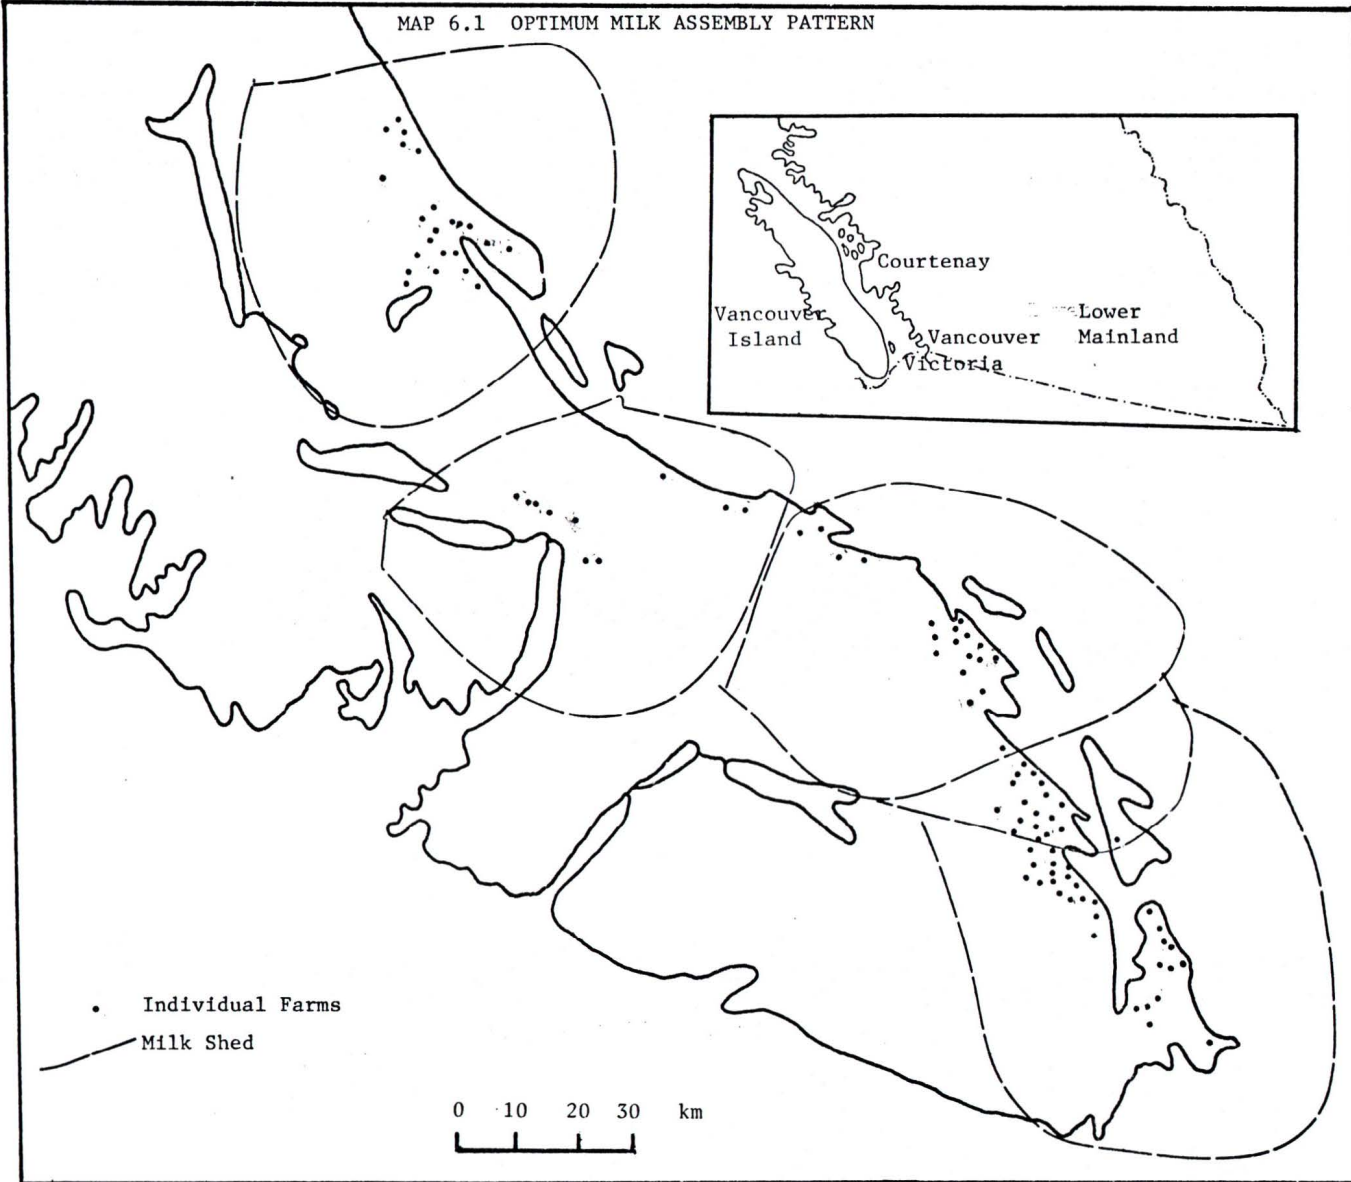 MAP 6.1 OPTIMUM MILK ASSEMBLY PATTERN
Courtenay
Vancouver
Island
Lower
Mainland
Vancouver
Victoria
Individual Farms
Milk Shed
0 10 20 30 km